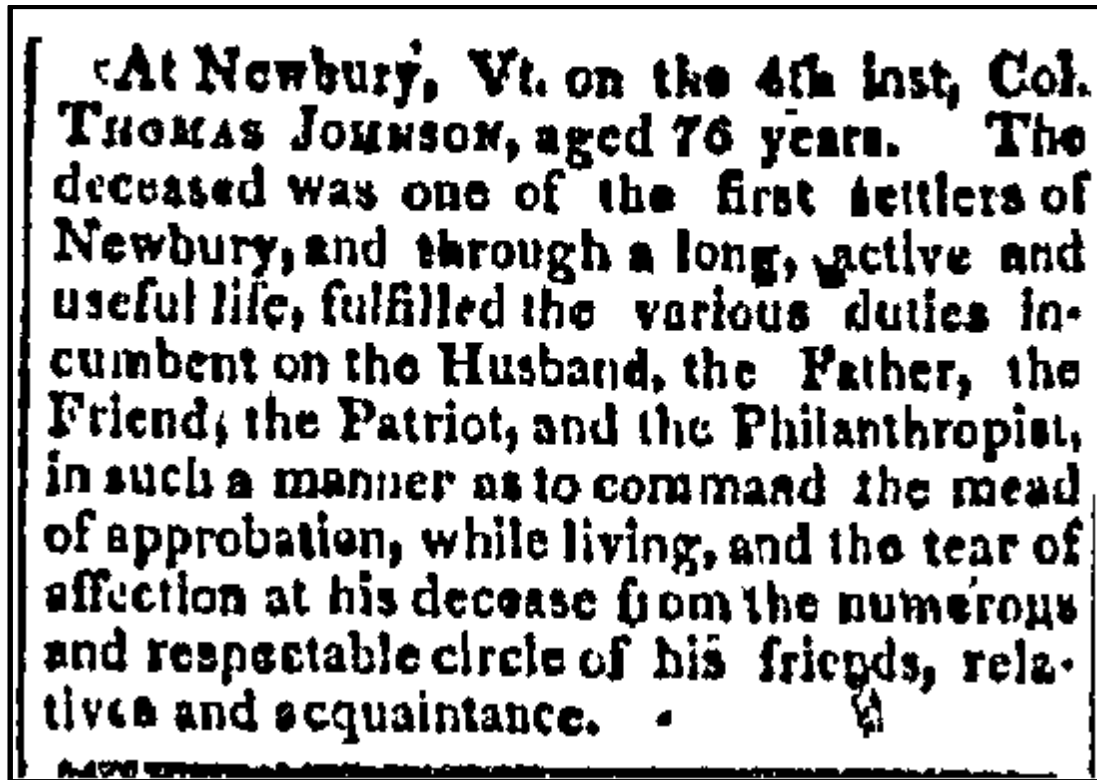 At Newbury, Vt. on the 4th inst, Col.
THOMAS JOHNSON, aged 76 years. The
deceased was one of the first settlers of
Newbury, and through a long, active and
useful life, fulfilled the various duties in-
cumbent on the Husband, the Father, the
Friend, the Patriot, and the Philanthropist,
in such a manner as to command the mead
of approbation, while living, and the tear of
affection at his decease from the numerous
and respectable circle of his friends, rela-
tives and acquaintance.